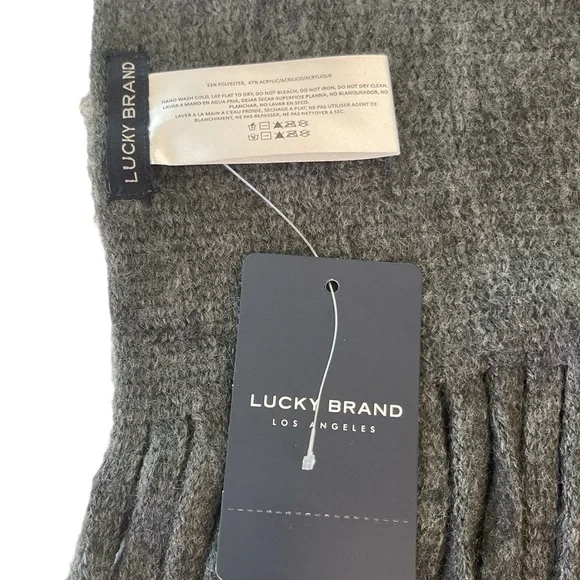 LUCKY BRAND
53% POLYESTER, 47% ACRYLIC/ACRILICO/ACRYLIQUE
HAND WASH COLD, LAY FLAT TO DRY, DO NOT BLEACH, DO NOT IRON, DO NOT DRY CLEAN.
LAVAR A MANO EN AGUA FRIA, DEJAR SECAR SUPERFICIE PLANNA, NO BLANQUEADOR, NO
PLANCHAR, NO LAVAR EN SECO.
LAVER A LA MAIN A L'EAU FROIDE, SECHAGE A PLAT, NE PAS UTILISER AGENT DE
BLANCHIMENT, NE PAS REPASSER, NE PAS NETTOYER A SEC.
LUCKY BRAND
LOS ANGELES